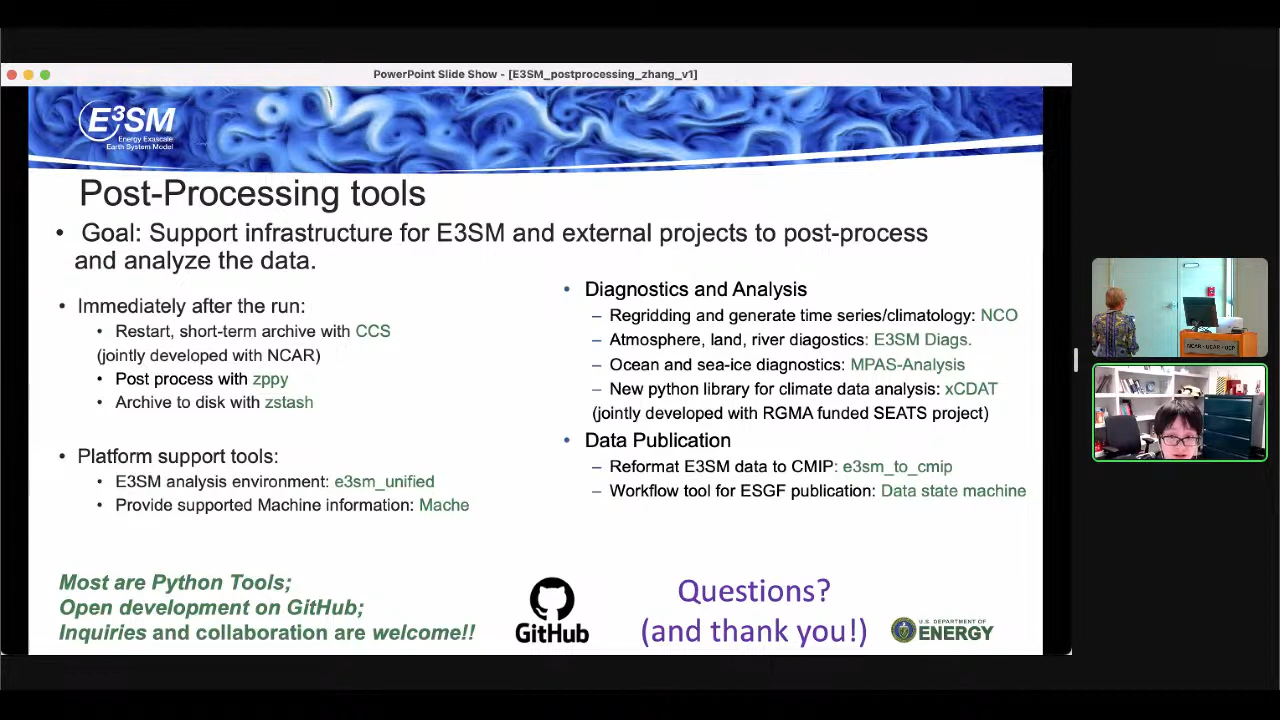 PowerPoint Slide Show - [E3SM_postprocessing_zhang_v1]
E³SM
Energy Exascale
Earth System Model
Post-Processing tools
• Goal: Support infrastructure for E3SM and external projects to post-process
and analyze the data.
• Immediately after the run:
• Restart, short-term archive with CCS
(jointly developed with NCAR)
• Post process with zppy
• Archive to disk with zstash
• Platform support tools:
• E3SM analysis environment: e3sm_unified
• Provide supported Machine information: Mache
• Diagnostics and Analysis
– Regridding and generate time series/climatology: NCO
– Atmosphere, land, river diagostics: E3SM Diags.
– Ocean and sea-ice diagnostics: MPAS-Analysis
– New python library for climate data analysis: xCDAT
(jointly developed with RGMA funded SEATS project)
• Data Publication
– Reformat E3SM data to CMIP: e3sm_to_cmip
– Workflow tool for ESGF publication: Data state machine
Most are Python Tools;
Open development on GitHub;
Inquiries and collaboration are welcome!!
GitHub
Questions?
(and thank you!)
U.S. DEPARTMENT OF
ENERGY
NCAR - UCAR - UCP